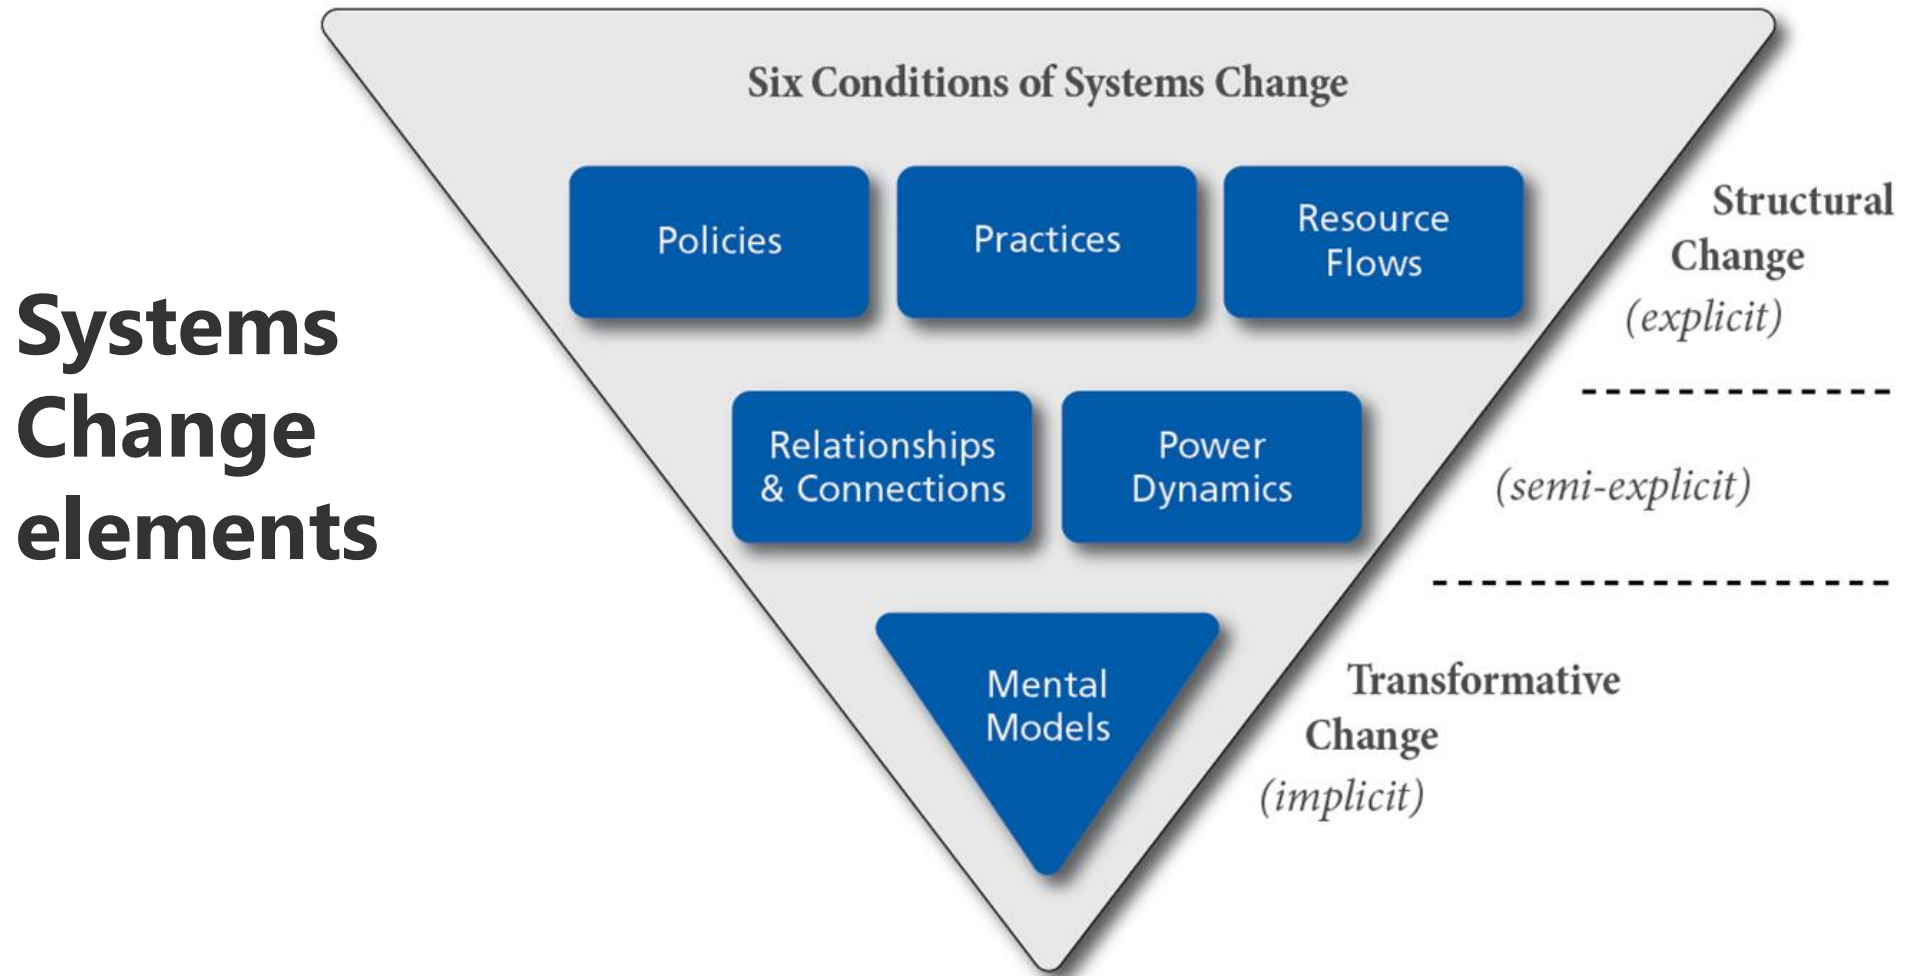 Systems
Change
elements
Six Conditions of Systems Change
Policies
Practices
Resource
Flows
Structural
Change
(explicit)
Relationships
& Connections
Power
Dynamics
(semi-explicit)
Mental
Models
Transformative
Change
(implicit)